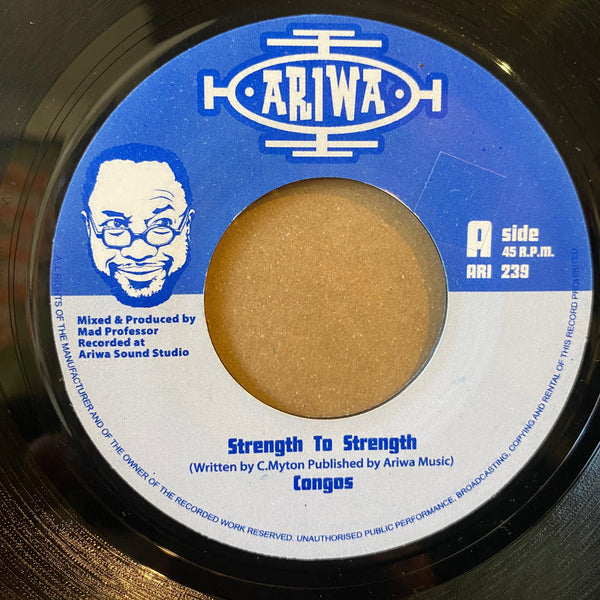 ARIWA
A side
45 R.P.M.
ARI 239
Mixed & Produced by
Mad Professor
Recorded at
Ariwa Sound Studio
Strength To Strength
(Written by C.Myton Published by Ariwa Music)
Congos
ALL RIGHTS OF THE MANUFACTURER AND OF THE OWNER OF THE RECORDED WORK RESERVED. UNAUTHORISED PUBLIC PERFORMANCE, BROADCASTING, COPYING AND RENTAL OF THIS RECORD PROHIBITED